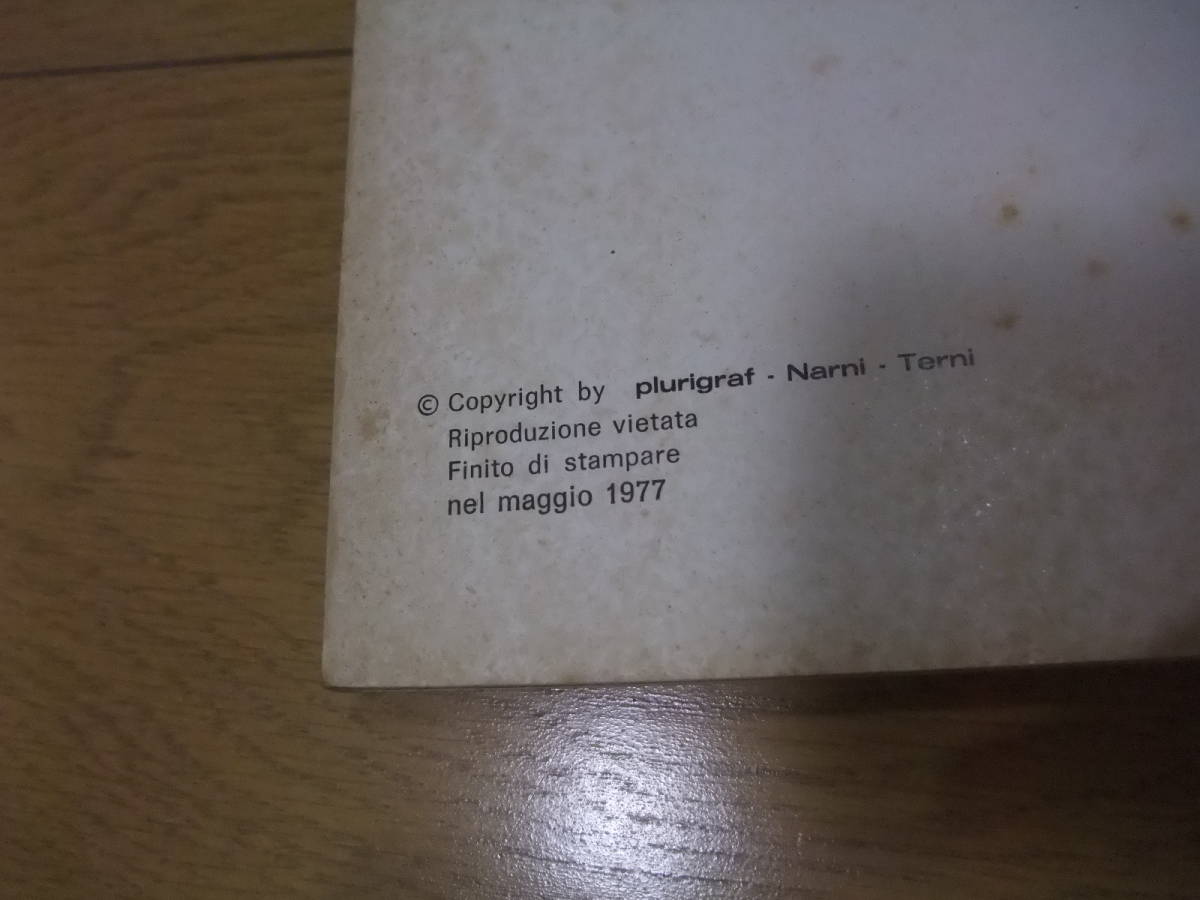 © Copyright by plurigraf - Narni - Terni
Riproduzione vietata
Finito di stampare
nel maggio 1977